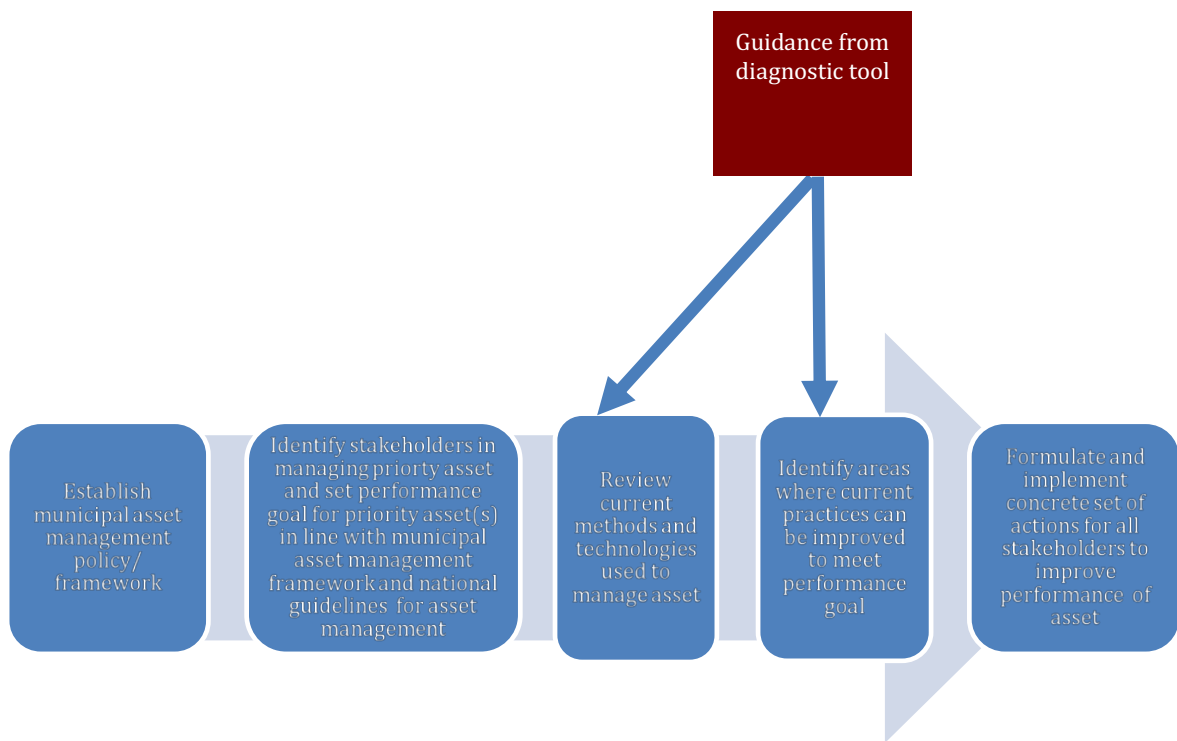 Guidance from
diagnostic tool
Establish
municipal asset
management
policy/
framework
Identify stakeholders in
managing priorty asset
and set performance
goal for priority asset(s)
in line with municipal
asset management
framework and national
guidelines for asset
management
Review
current
methods and
technologies
used to
manage asset
Identify areas
where current
practices can
be improved
to meet
performance
goal
Formulate and
implement
concrete set of
actions for all
stakeholders to
improve
performance of
asset